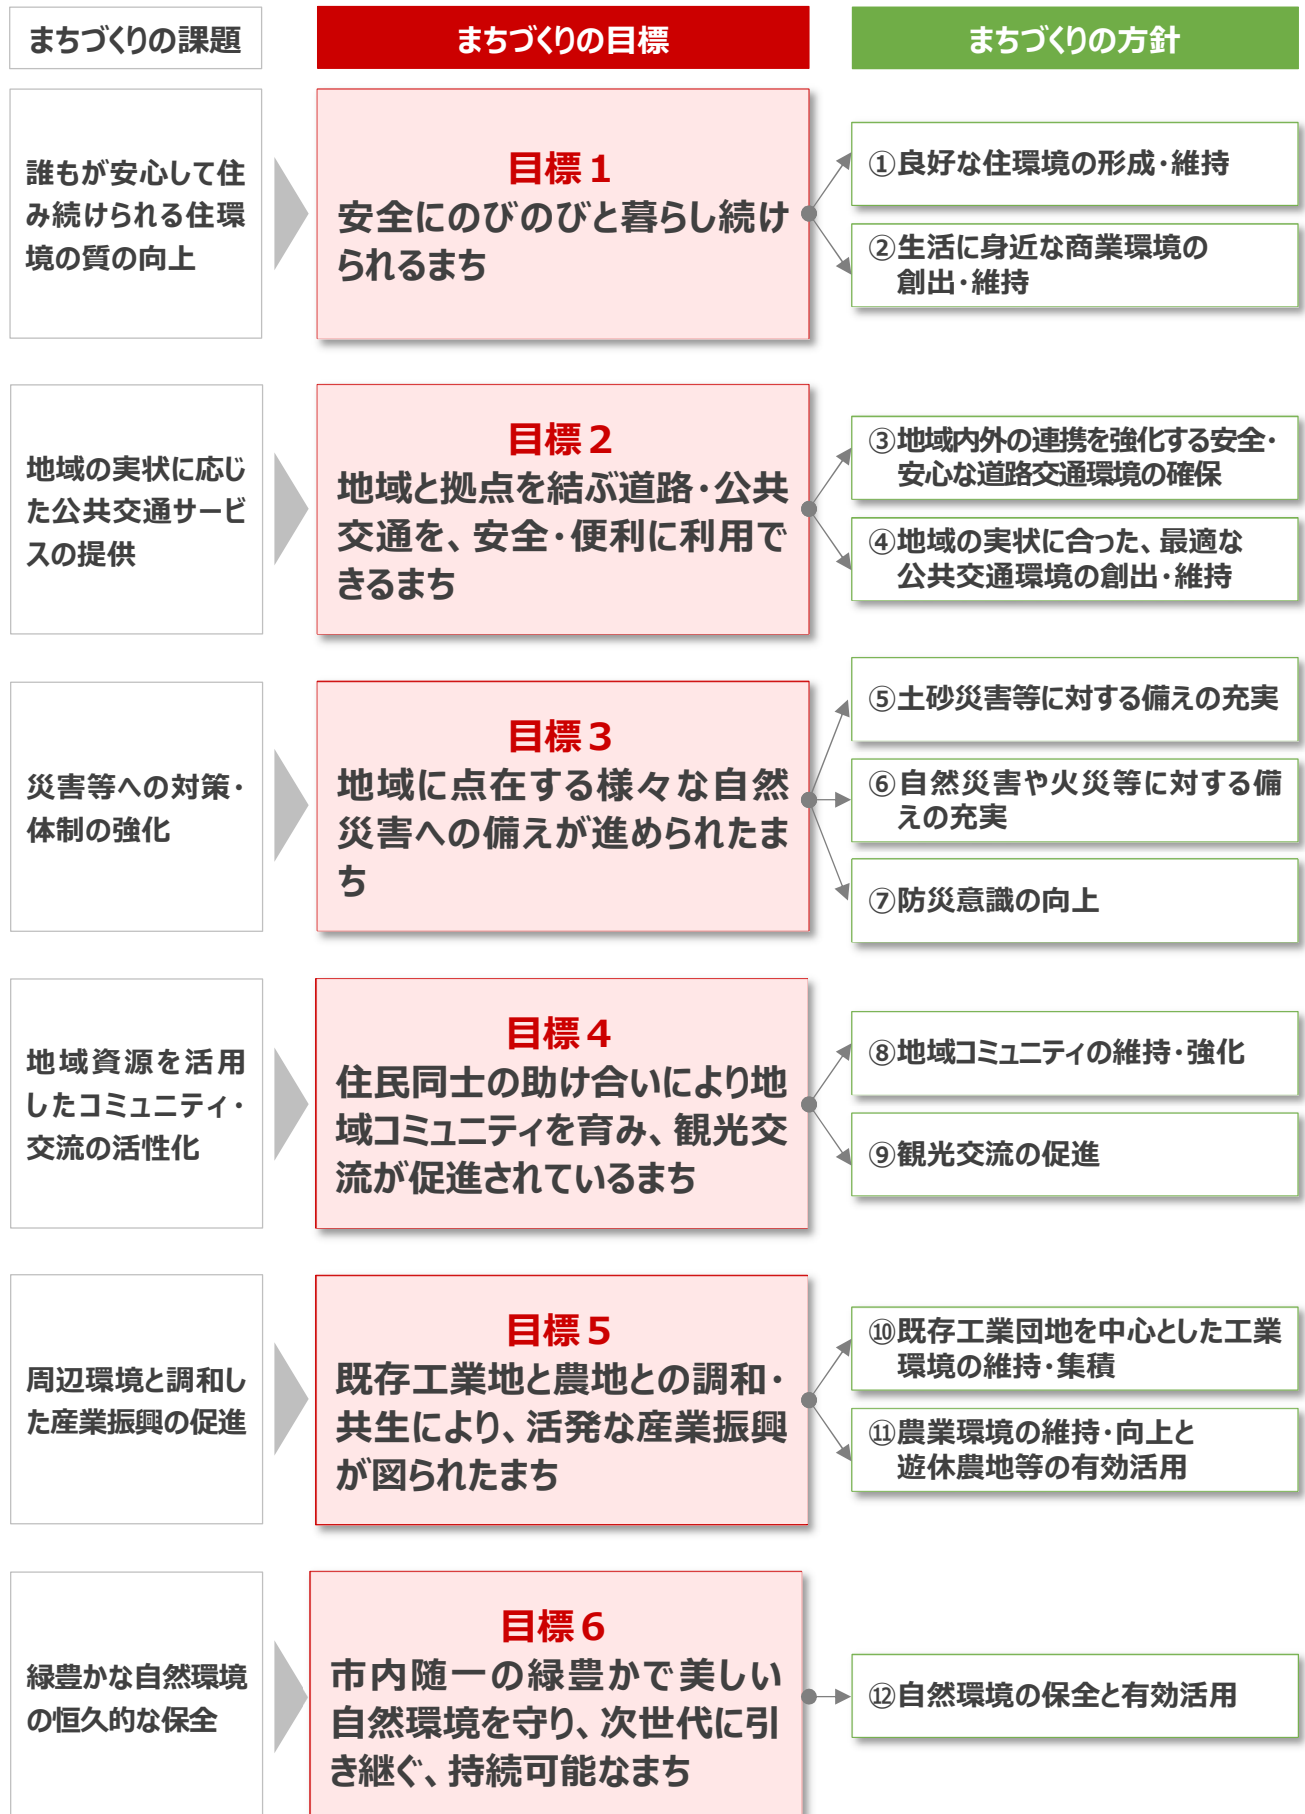 まちづくりの課題
まちづくりの目標
まちづくりの方針
誰もが安心して住
み続けられる住環
境の質の向上
目標１
安全にのびのびと暮らし続け
られるまち
①良好な住環境の形成・維持
②生活に身近な商業環境の
創出・維持
地域の実状に応じ
た公共交通サービ
スの提供
目標２
地域と拠点を結ぶ道路・公共
交通を、安全・便利に利用で
きるまち
③地域内外の連携を強化する安全・
安心な道路交通環境の確保
④地域の実状に合った、最適な
公共交通環境の創出・維持
災害等への対策・
体制の強化
目標３
地域に点在する様々な自然
災害への備えが進められたま
ち
⑤土砂災害等に対する備えの充実
⑥自然災害や火災等に対する備
えの充実
⑦防災意識の向上
地域資源を活用
したコミュニティ・
交流の活性化
目標４
住民同士の助け合いにより地
域コミュニティを育み、観光交
流が促進されているまち
⑧地域コミュニティの維持・強化
⑨観光交流の促進
周辺環境と調和し
た産業振興の促進
目標５
既存工業地と農地との調和・
共生により、活発な産業振興
が図られたまち
⑩既存工業団地を中心とした工業
環境の維持・集積
⑪農業環境の維持・向上と
遊休農地等の有効活用
緑豊かな自然環境
の恒久的な保全
目標６
市内随一の緑豊かで美しい
自然環境を守り、次世代に引
き継ぐ、持続可能なまち
⑫自然環境の保全と有効活用